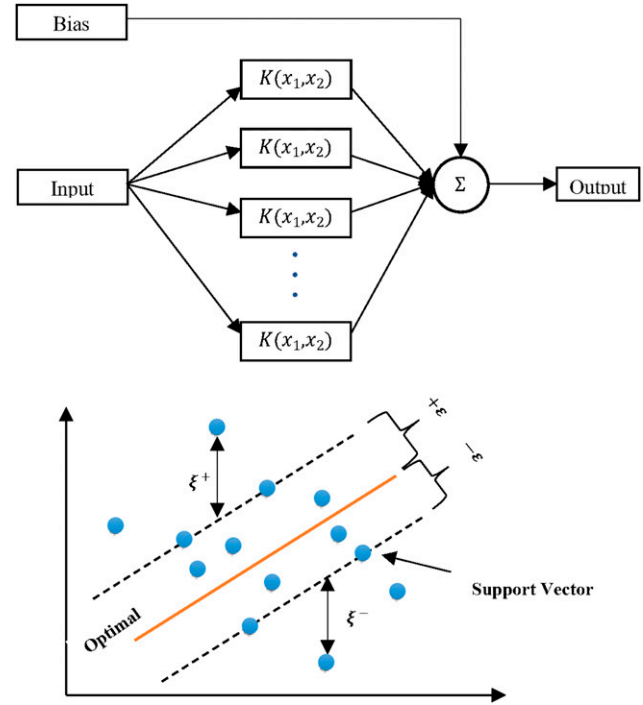 Bias
K(x₁,x₂)
K(x₁,x₂)
Input
Σ
Output
K(x₁,x₂)
K(x₁,x₂)
+ε
−ε
ξ⁺
Support Vector
Optimal
ξ⁻